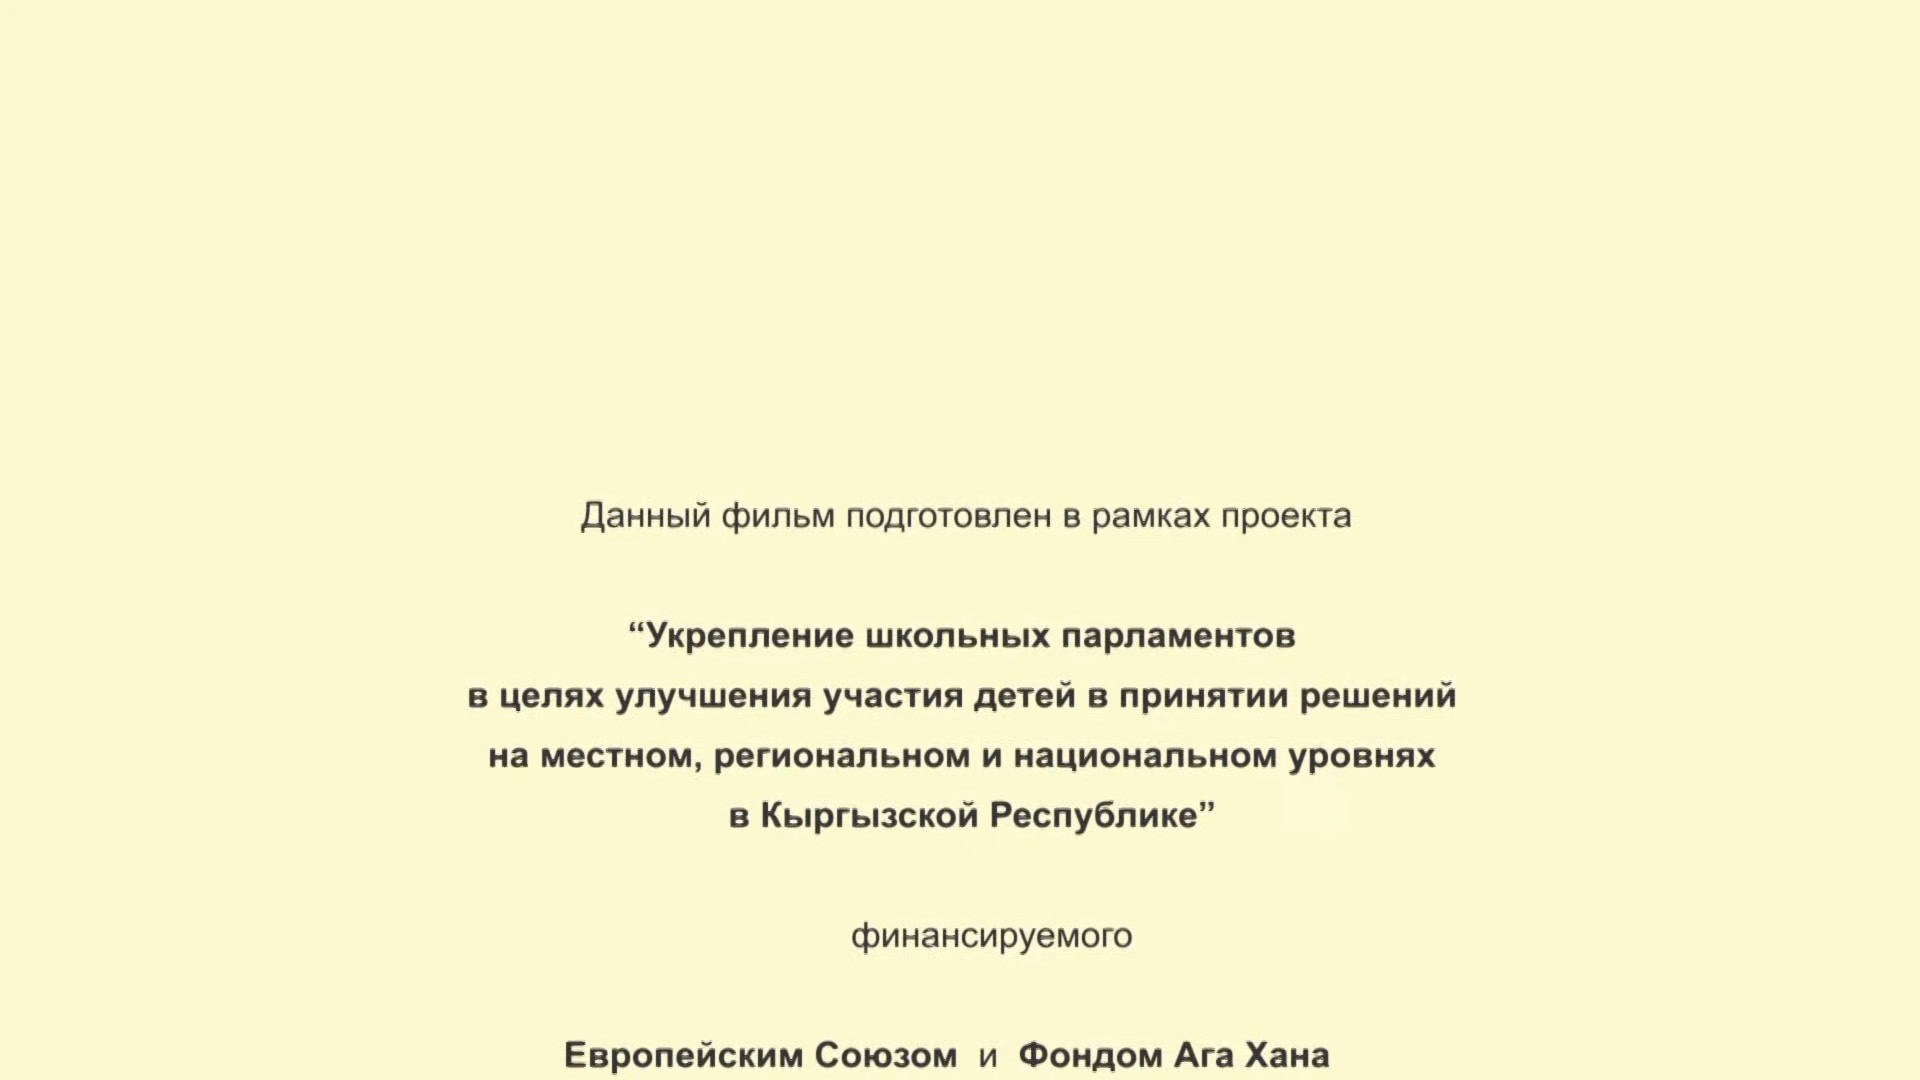 Данный фильм подготовлен в рамках проекта
“Укрепление школьных парламентов
в целях улучшения участия детей в принятии решений
на местном, региональном и национальном уровнях
в Кыргызской Республике”
финансируемого
Европейским Союзом и Фондом Ага Хана